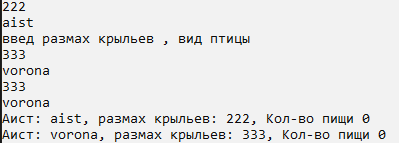 222
aist
введ размах крыльев , вид птицы
333
vorona
333
vorona
Аист: aist, размах крыльев: 222, Кол-во пищи 0
Аист: vorona, размах крыльев: 333, Кол-во пищи 0